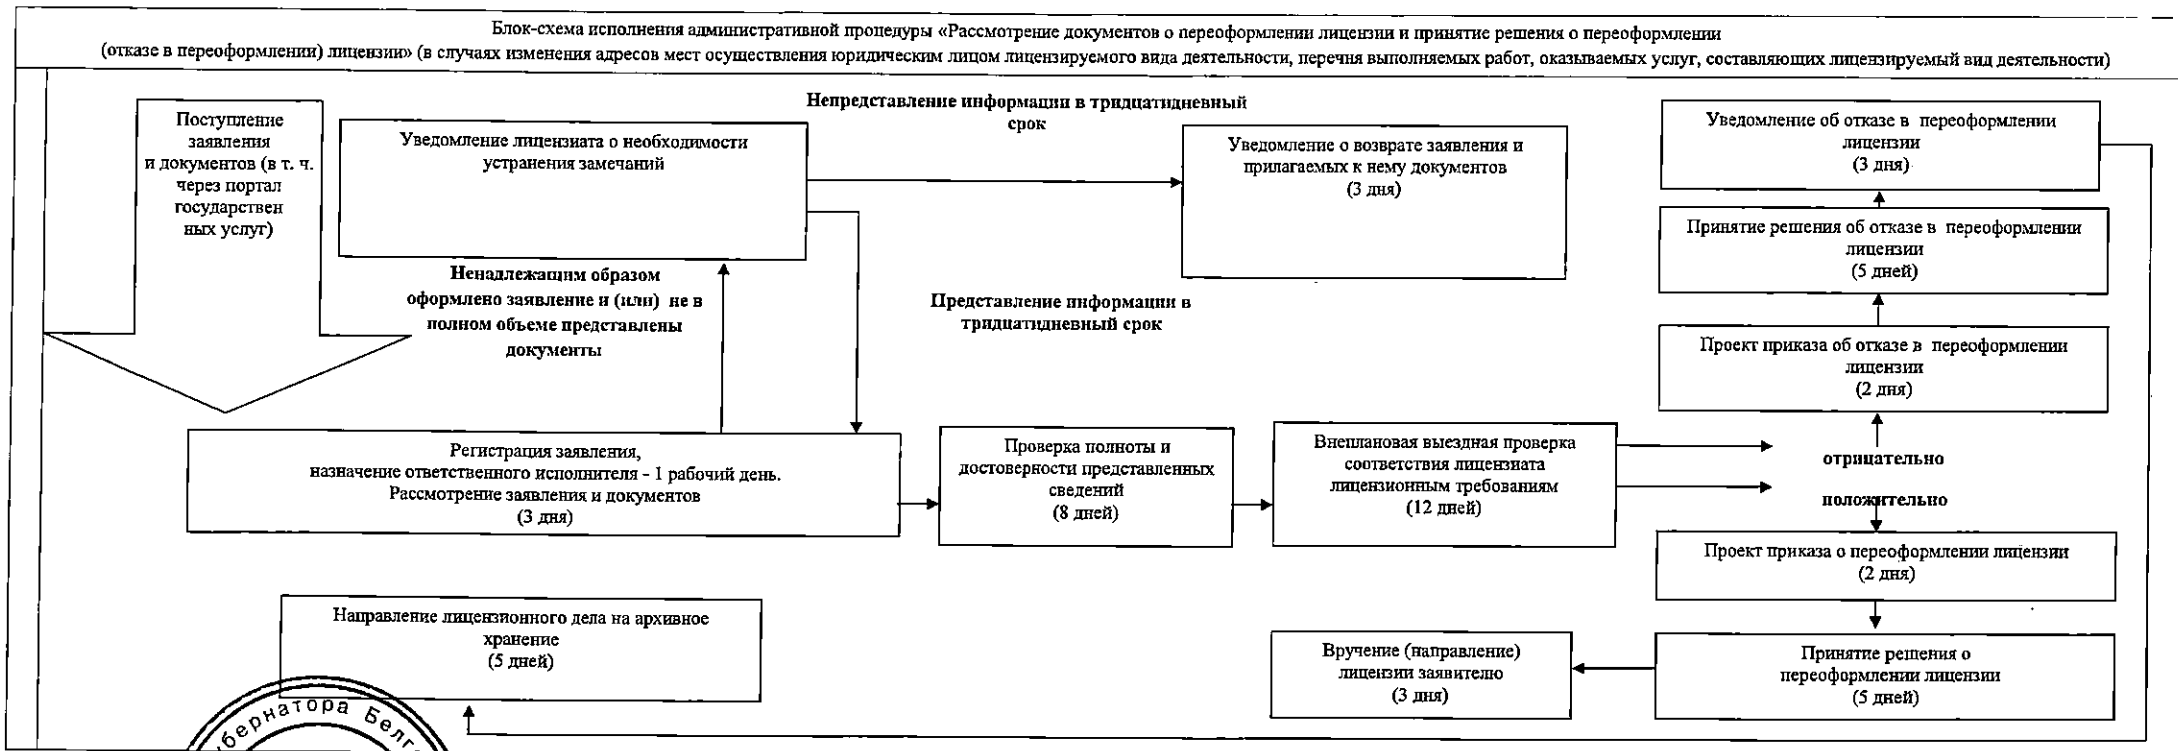 Блок-схема исполнения административной процедуры «Рассмотрение документов о переоформлении лицензии и принятие решения о переоформлении
(отказе в переоформлении) лицензии» (в случаях изменения адресов мест осуществления юридическим лицом лицензируемого вида деятельности, перечня выполняемых работ, оказываемых услуг, составляющих лицензируемый вид деятельности)
Поступление
заявления
и документов (в т. ч.
через портал
государствен
ных услуг)
Непредставление информации в тридцатидневный
срок
Уведомление лицензиата о необходимости
устранения замечаний
Уведомление о возврате заявления и
прилагаемых к нему документов
(3 дня)
Уведомление об отказе в переоформлении
лицензии
(3 дня)
Принятие решения об отказе в переоформлении
лицензии
(5 дней)
Ненадлежащим образом
оформлено заявление и (или) не в
полном объеме представлены
документы
Представление информации в
тридцатидневный срок
Проект приказа об отказе в переоформлении
лицензии
(2 дня)
Регистрация заявления,
назначение ответственного исполнителя - 1 рабочий день.
Рассмотрение заявления и документов
(3 дня)
Проверка полноты и
достоверности представленных
сведений
(8 дней)
Внеплановая выездная проверка
соответствия лицензиата
лицензионным требованиям
(12 дней)
отрицательно
положительно
Проект приказа о переоформлении лицензии
(2 дня)
Направление лицензионного дела на архивное
хранение
(5 дней)
Вручение (направление)
лицензии заявителю
(3 дня)
Принятие решения о
переоформлении лицензии
(5 дней)
убернатора Белго